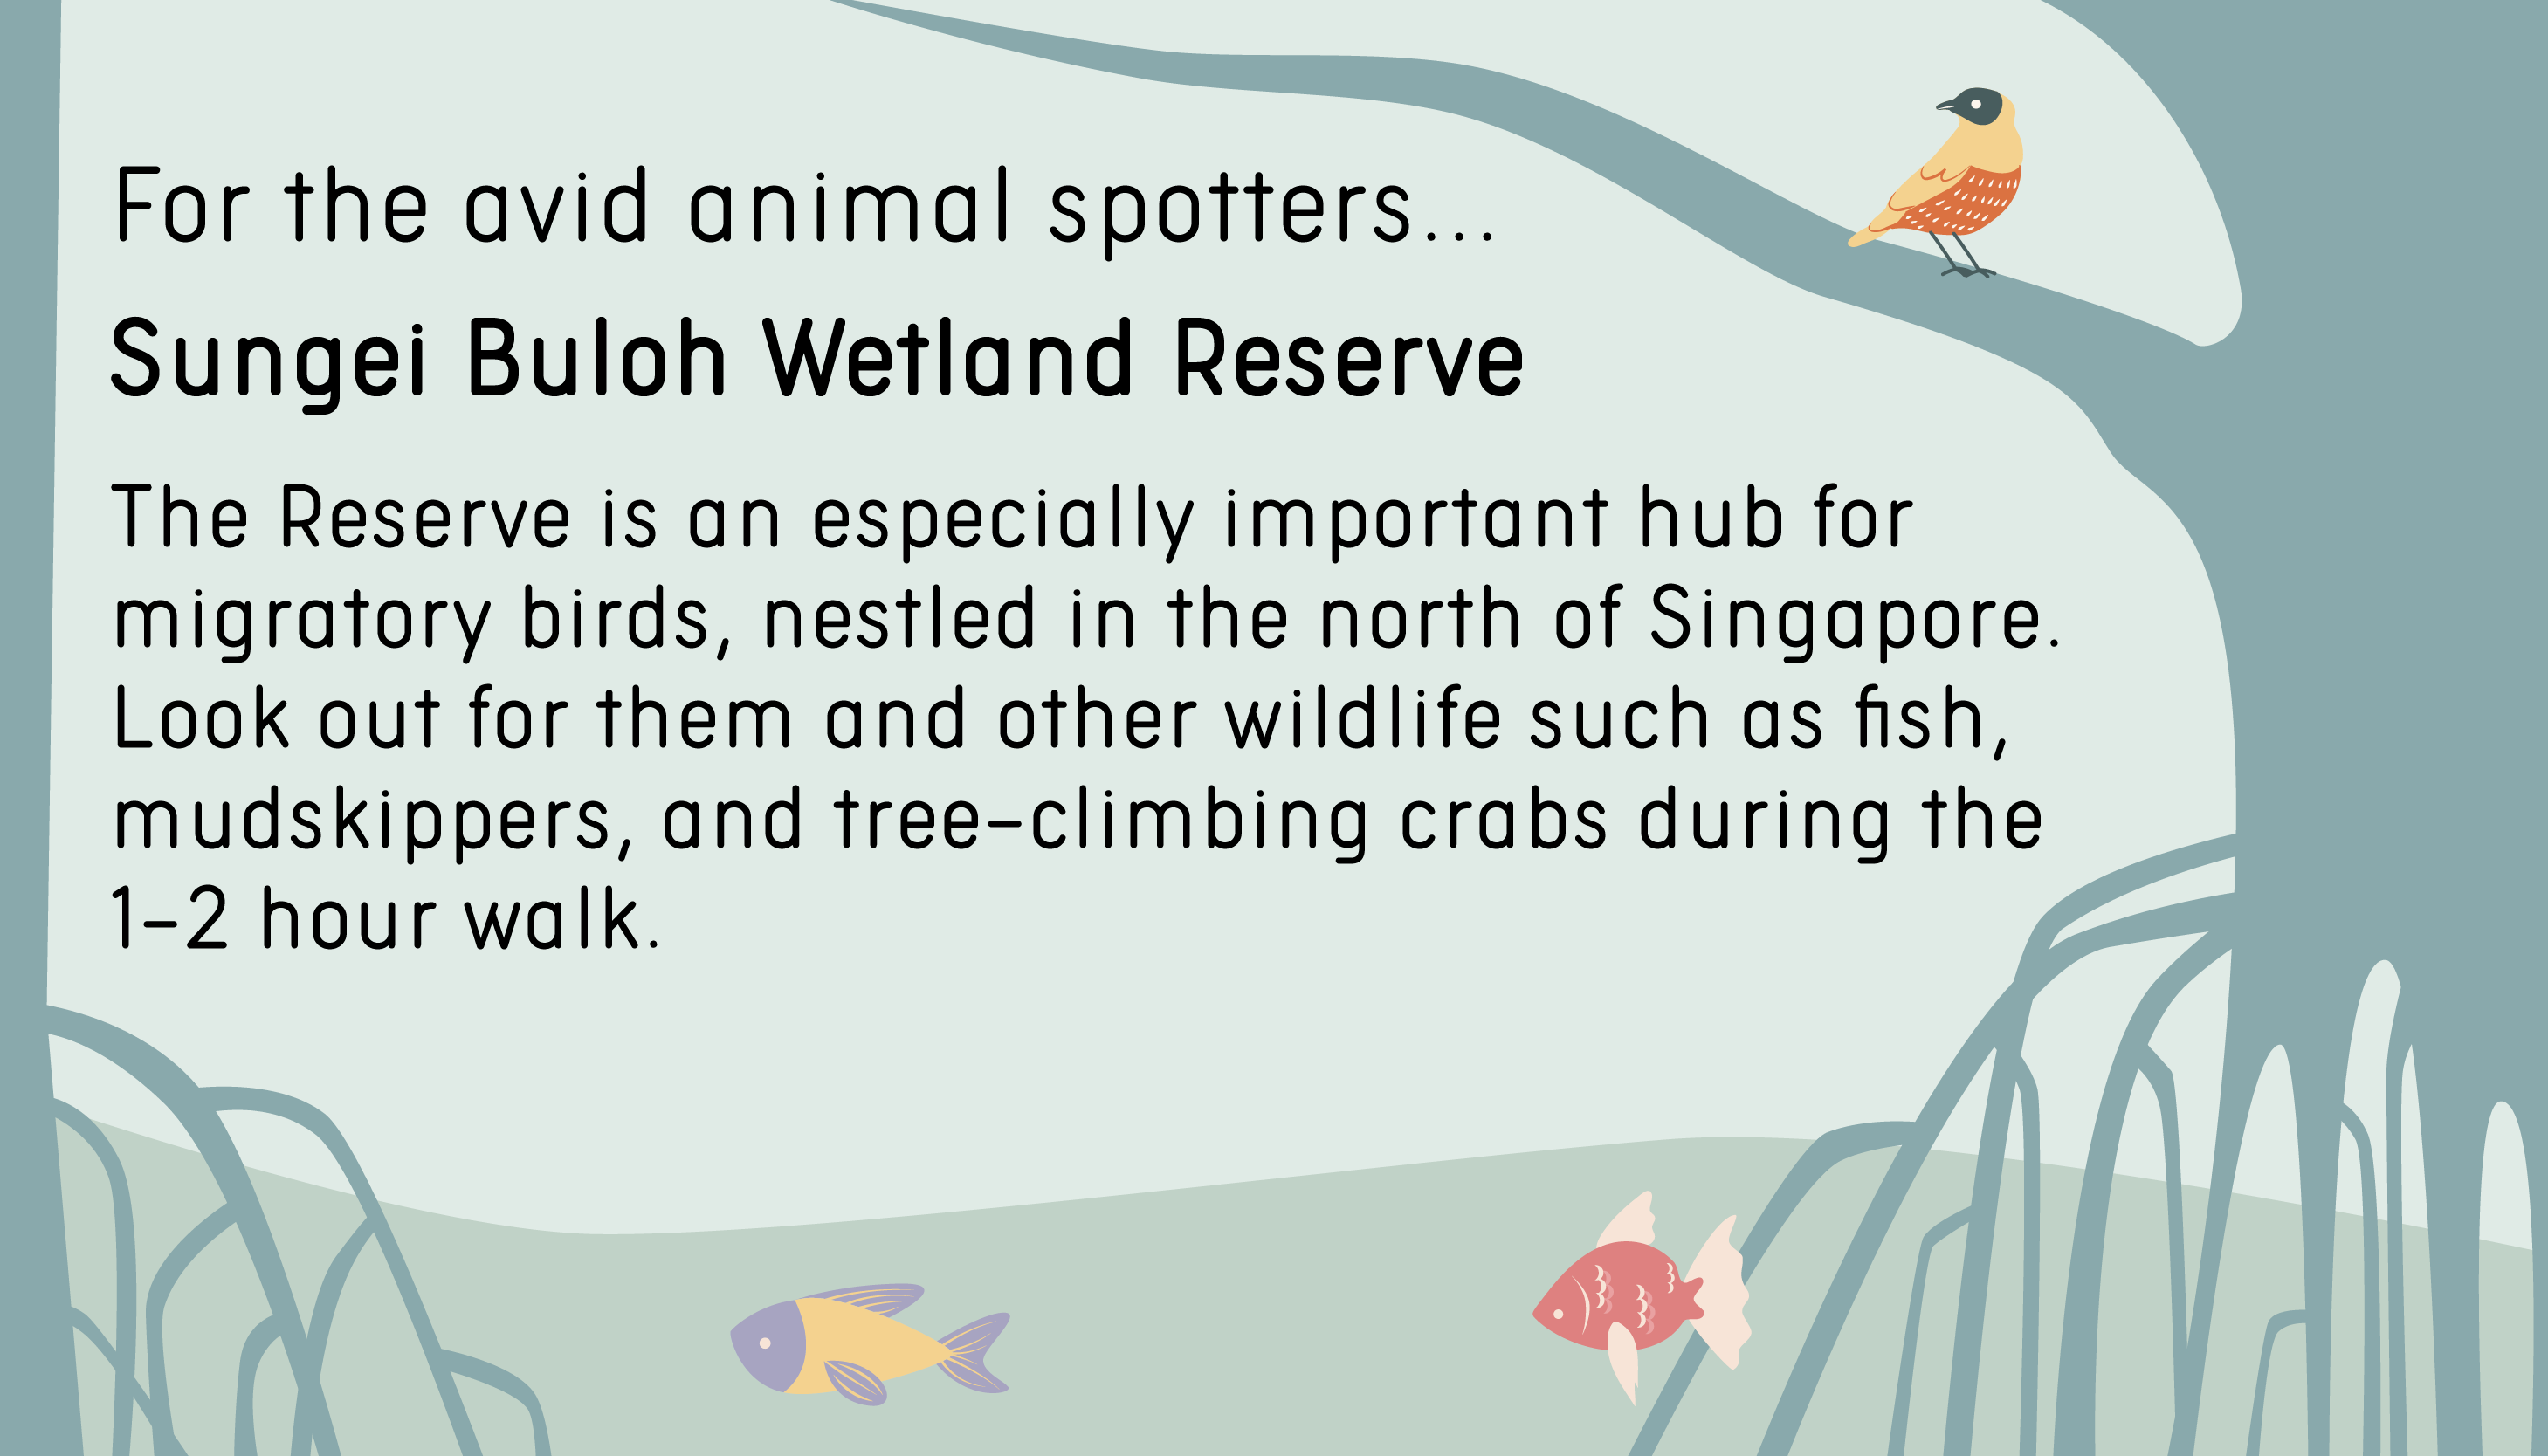 For the avid animal spotters...
Sungei Buloh Wetland Reserve
The Reserve is an especially important hub for
migratory birds, nestled in the north of Singapore.
Look out for them and other wildlife such as fish,
mudskippers, and tree-climbing crabs during the
1-2 hour walk.